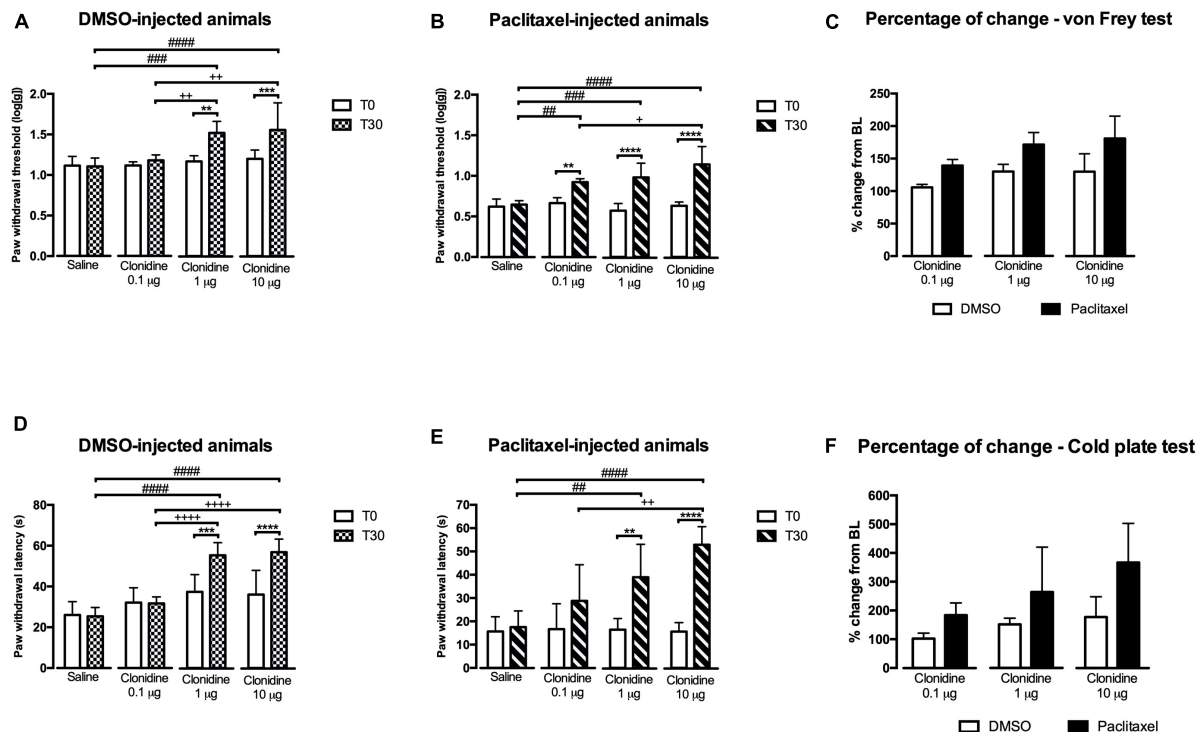 A DMSO-injected animals
####
###
++
++
***
**
Paw withdrawal threshold (log[g])
2.0
1.5
1.0
0.5
0.0
Saline
Clonidine
0.1 μg
Clonidine
1 μg
Clonidine
10 μg
T0
T30
B Paclitaxel-injected animals
####
###
##
+
****
****
**
Paw withdrawal threshold (log[g])
2.0
1.5
1.0
0.5
0.0
Saline
Clonidine
0.1 μg
Clonidine
1 μg
Clonidine
10 μg
T0
T30
C Percentage of change - von Frey test
% change from BL
250
200
150
100
50
0
Clonidine
0.1 μg
Clonidine
1 μg
Clonidine
10 μg
DMSO Paclitaxel
D DMSO-injected animals
####
####
++++
++++
***
****
Paw withdrawal latency (s)
80
60
40
20
0
Saline
Clonidine
0.1 μg
Clonidine
1 μg
Clonidine
10 μg
T0
T30
E Paclitaxel-injected animals
####
##
++
****
**
Paw withdrawal latency (s)
70
60
50
40
30
20
10
0
Saline
Clonidine
0.1 μg
Clonidine
1 μg
Clonidine
10 μg
T0
T30
F Percentage of change - Cold plate test
% change from BL
600
500
400
300
200
100
0
Clonidine
0.1 μg
Clonidine
1 μg
Clonidine
10 μg
DMSO Paclitaxel